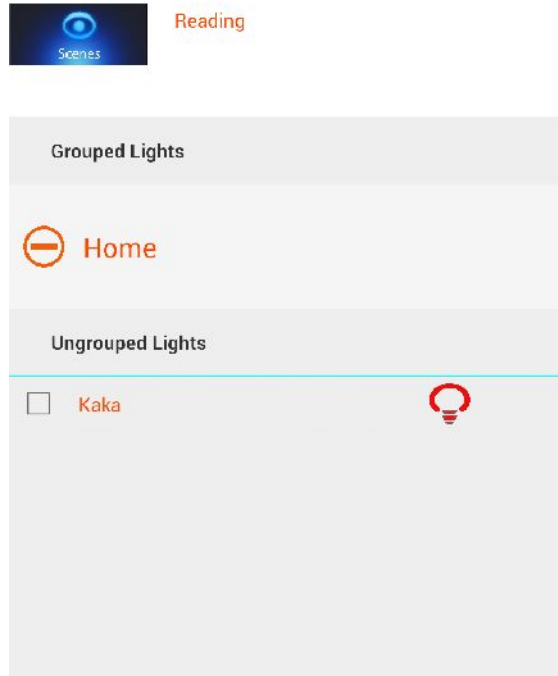 Reading
Scenes
Grouped Lights
Home
Ungrouped Lights
Kaka